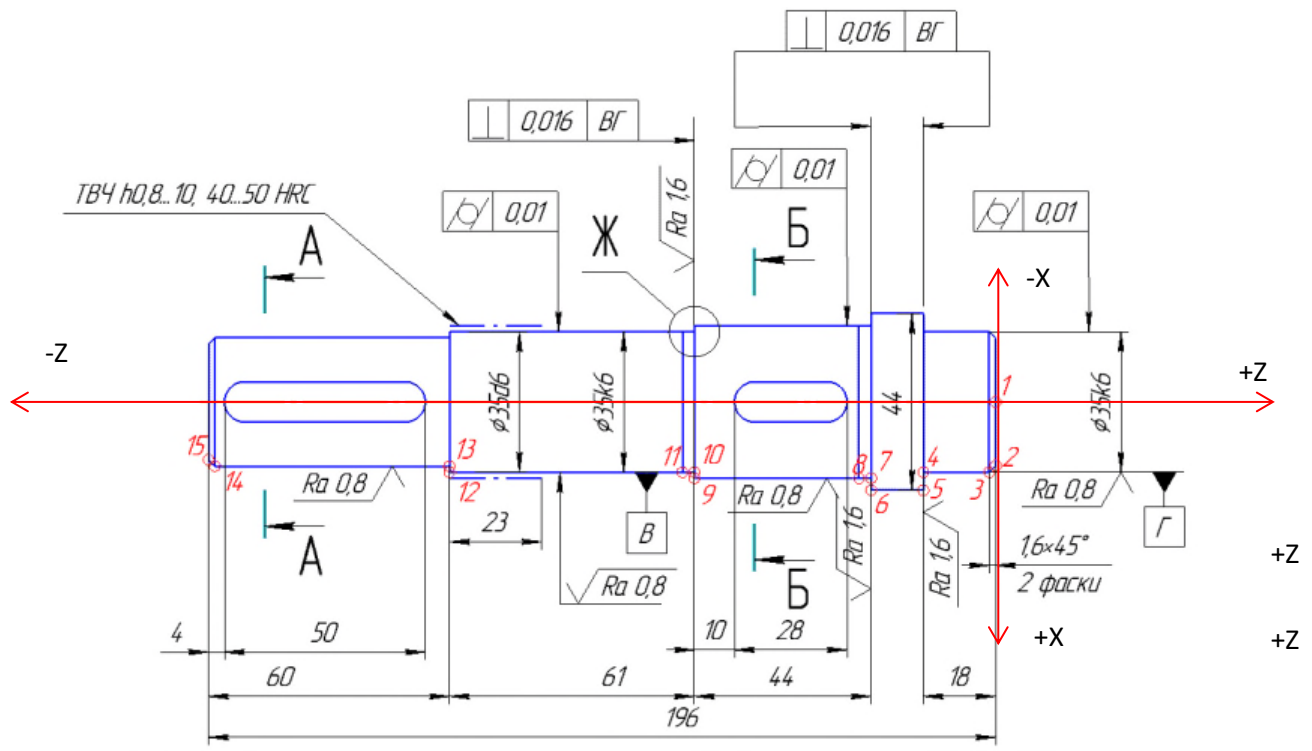 ⊥ 0,016 ВГ
⊥ 0,016 ВГ
ТВЧ h0,8...10, 40...50 HRC
0,01
0,01
0,01
Ra 1,6
А
Ж
Б
-X
-Z
+Z
1
⌀35d6
⌀35k6
44
⌀35k6
15
14
13
12
11
10
9
8
7
6
5
4
3
2
Ra 0,8
Ra 0,8
Ra 0,8
23
В
Г
Ra 1,6
Ra 1,6
1,6×45°
2 фаски
+Z
А
Ra 0,8
Б
4
50
10
28
+X
+Z
60
61
44
18
196